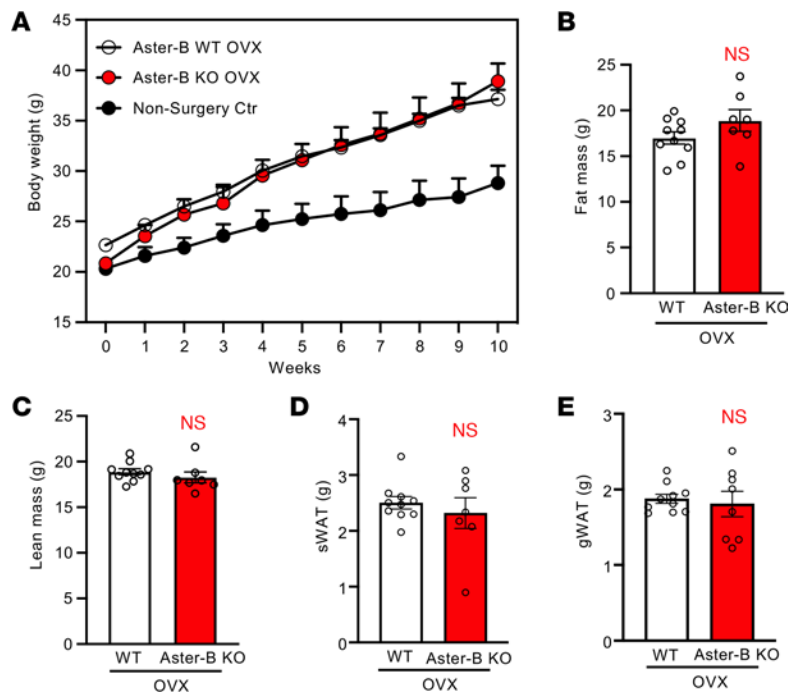 A
Body weight (g)
45
40
35
30
25
20
15
Aster-B WT OVX
Aster-B KO OVX
Non-Surgery Ctr
0 1 2 3 4 5 6 7 8 9 10
Weeks
B
NS
Fat mass (g)
25
20
15
10
5
0
WT Aster-B KO
OVX
C
NS
Lean mass (g)
25
20
15
10
5
0
WT Aster-B KO
OVX
D
NS
sWAT (g)
4
3
2
1
0
WT Aster-B KO
OVX
E
NS
gWAT (g)
3
2
1
0
WT Aster-B KO
OVX